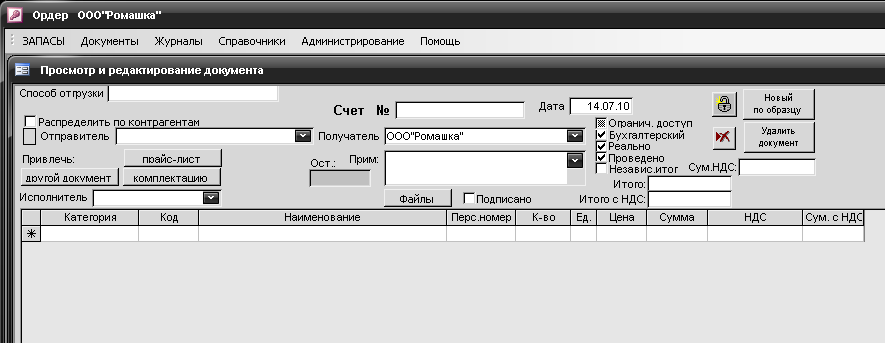 Ордер ООО"Ромашка"
ЗАПАСЫ Документы Журналы Справочники Администрирование Помощь
Просмотр и редактирование документа
Способ отгрузки
Счет № Дата 14.07.10
Новый по образцу
Распределить по контрагентам
Огранич. доступ
Отправитель Получатель ООО"Ромашка"
Бухгалтерский
Удалить документ
Реально
Привлечь: прайс-лист Ост.: Прим:
Проведено
Независ.итог Сум.НДС:
другой документ комплектацию
Итого:
Исполнитель Файлы Подписано Итого с НДС:
Категория Код Наименование Перс.номер К-во Ед. Цена Сумма НДС Сум. с НДС